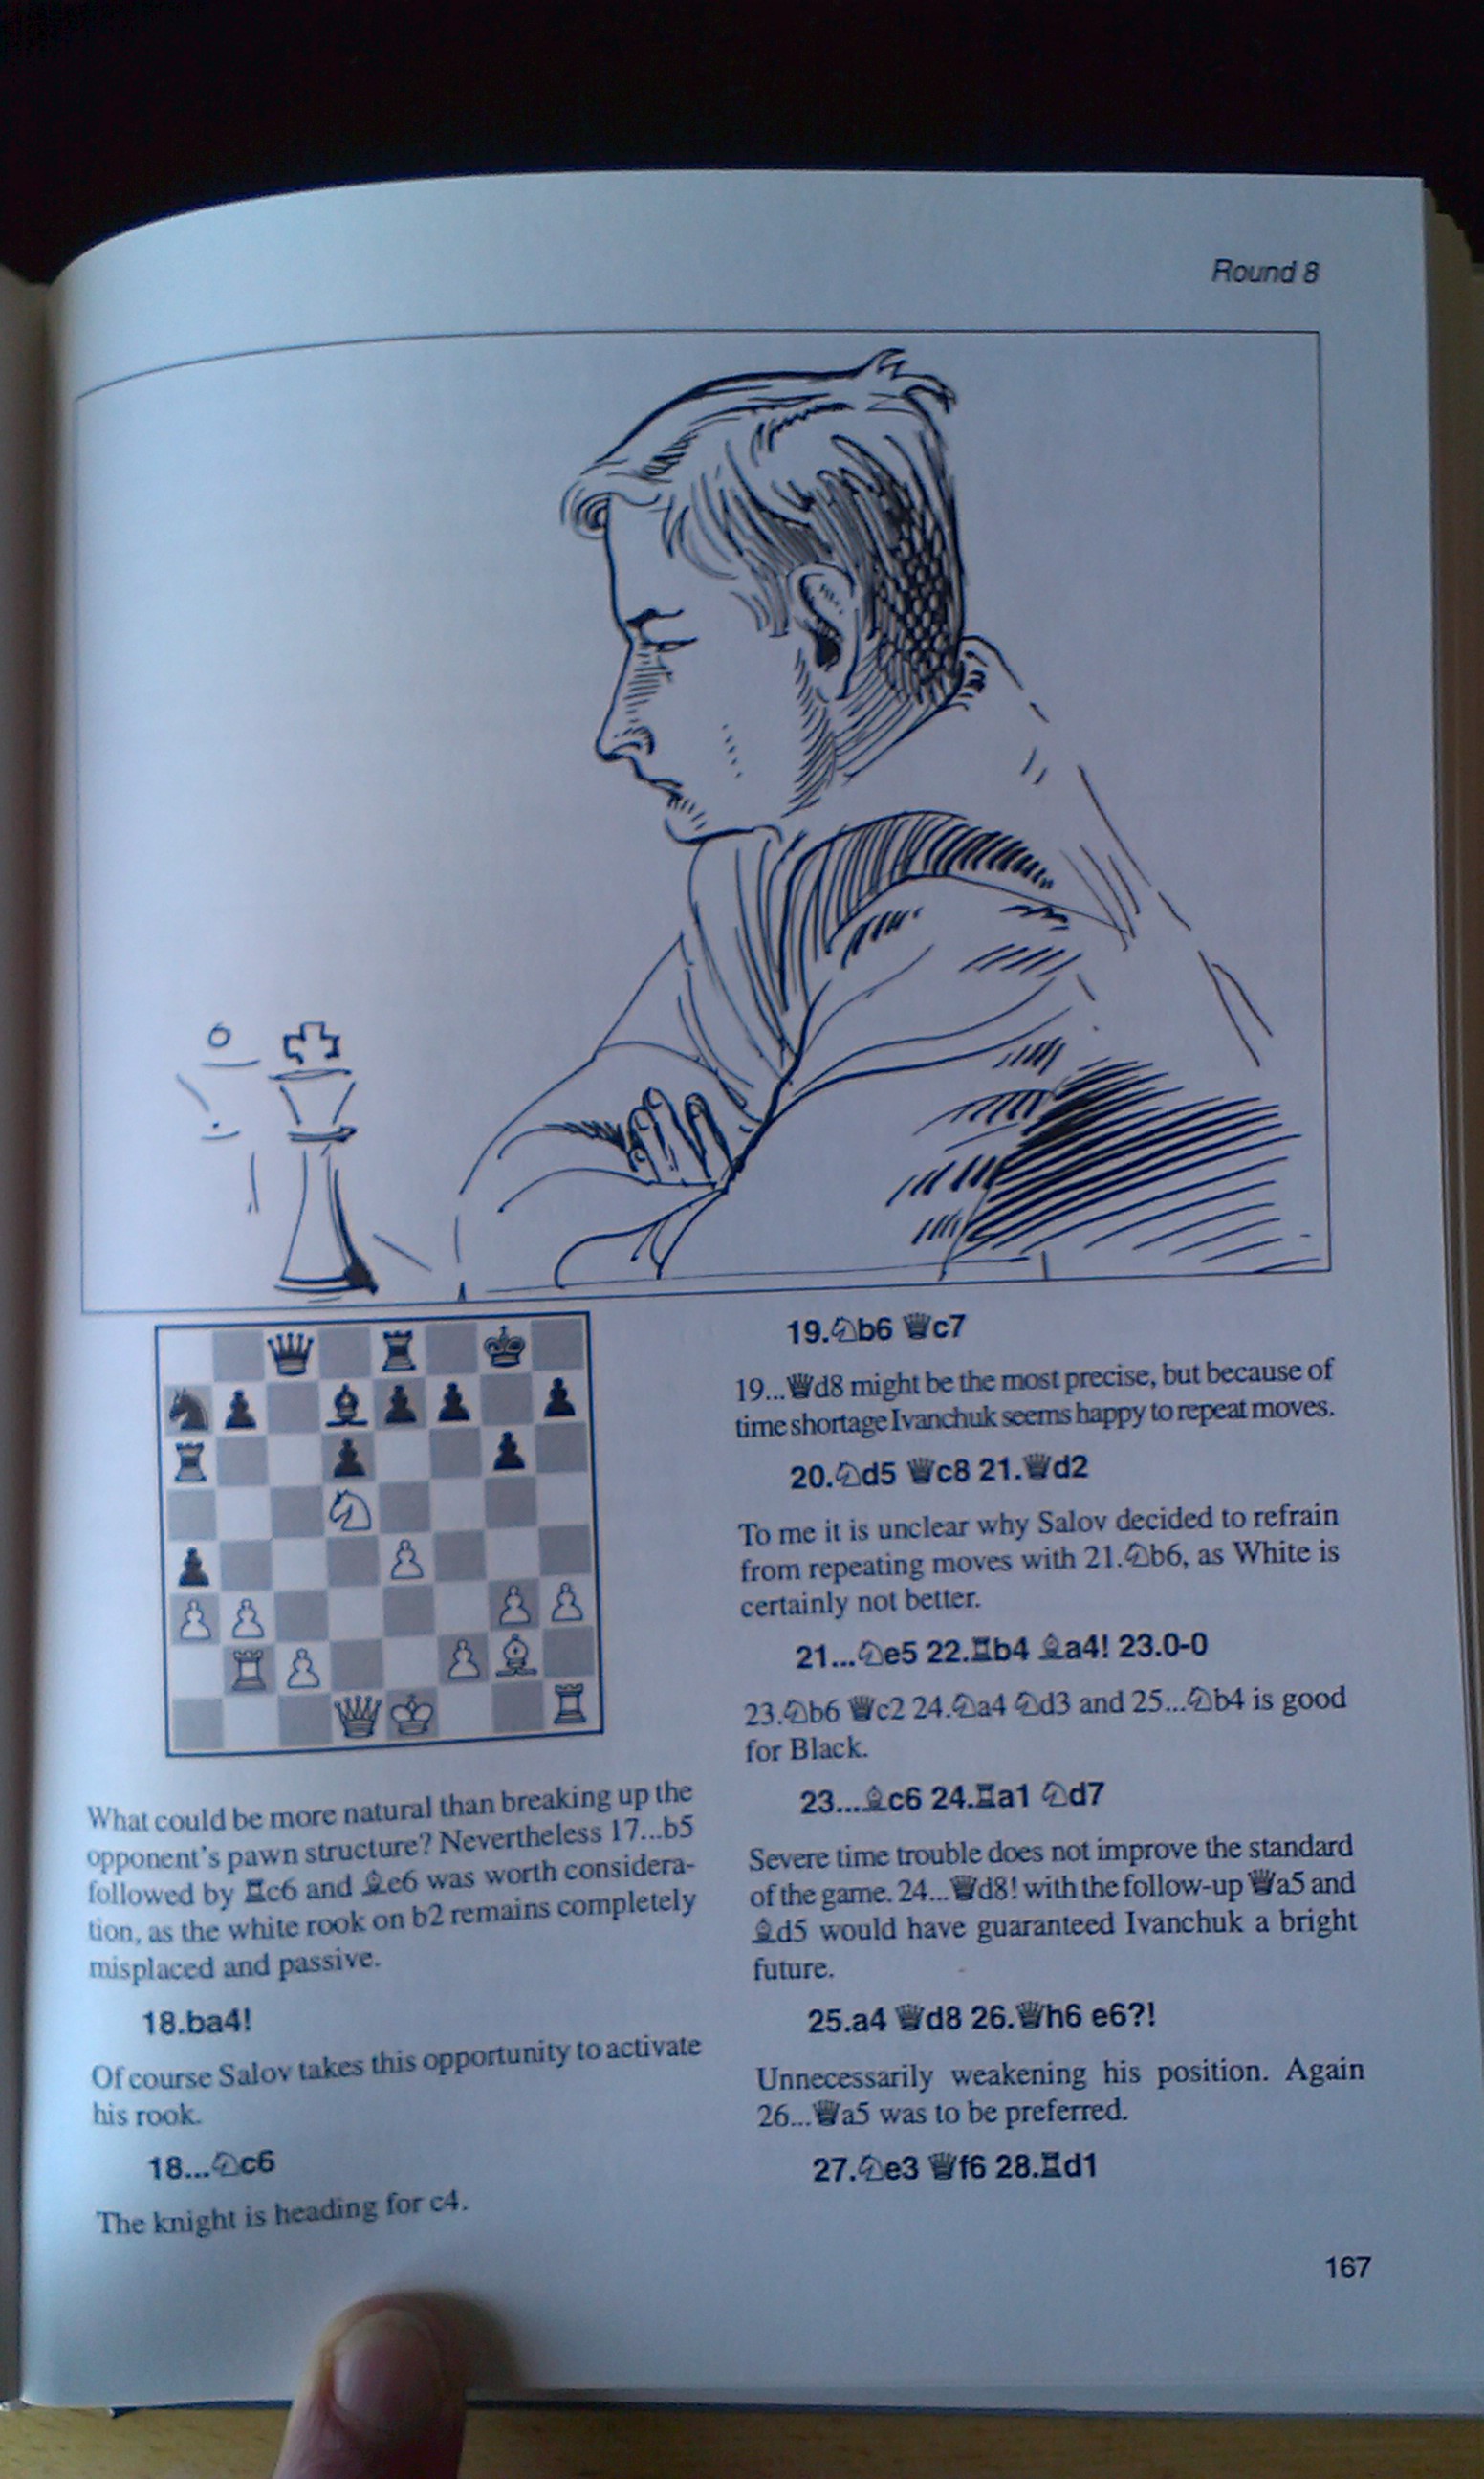 Round 8
What could be more natural than breaking up the
opponent's pawn structure? Nevertheless 17...b5
followed by ♖c6 and ♗e6 was worth considera-
tion, as the white rook on b2 remains completely
misplaced and passive.
18.ba4!
Of course Salov takes this opportunity to activate
his rook.
18...♘c6
The knight is heading for c4.
19.♘b6 ♛c7
19...♛d8 might be the most precise, but because of
time shortage Ivanchuk seems happy to repeat moves.
20.♘d5 ♛c8 21.♛d2
To me it is unclear why Salov decided to refrain
from repeating moves with 21.♘b6, as White is
certainly not better.
21...♘e5 22.♖b4 ♗a4! 23.0-0
23.♘b6 ♛c2 24.♘a4 ♘d3 and 25...♘b4 is good
for Black.
23...♗c6 24.♖a1 ♘d7
Severe time trouble does not improve the standard
of the game. 24...♛d8! with the follow-up ♛a5 and
♗d5 would have guaranteed Ivanchuk a bright
future.
25.a4 ♛d8 26.♛h6 e6?!
Unnecessarily weakening his position. Again
26...♛a5 was to be preferred.
27.♘e3 ♛f6 28.♖d1
167